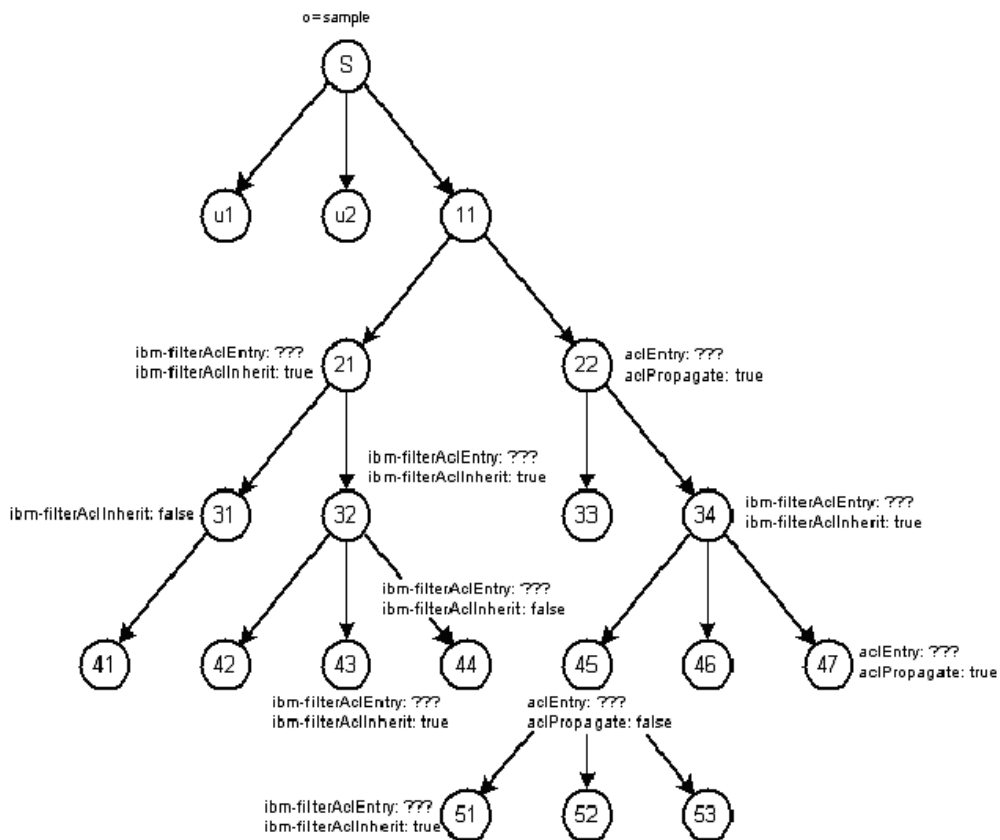 o=sample
S
u1
u2
11
ibm-filterAclEntry: ???
ibm-filterAclInherit: true
21
22
aclEntry: ???
aclPropagate: true
ibm-filterAclEntry: ???
ibm-filterAclInherit: true
ibm-filterAclInherit: false
31
32
33
34
ibm-filterAclEntry: ???
ibm-filterAclInherit: true
ibm-filterAclEntry: ???
ibm-filterAclInherit: false
41
42
43
44
45
46
47
aclEntry: ???
aclPropagate: true
ibm-filterAclEntry: ???
ibm-filterAclInherit: true
aclEntry: ???
aclPropagate: false
ibm-filterAclEntry: ???
ibm-filterAclInherit: true
51
52
53